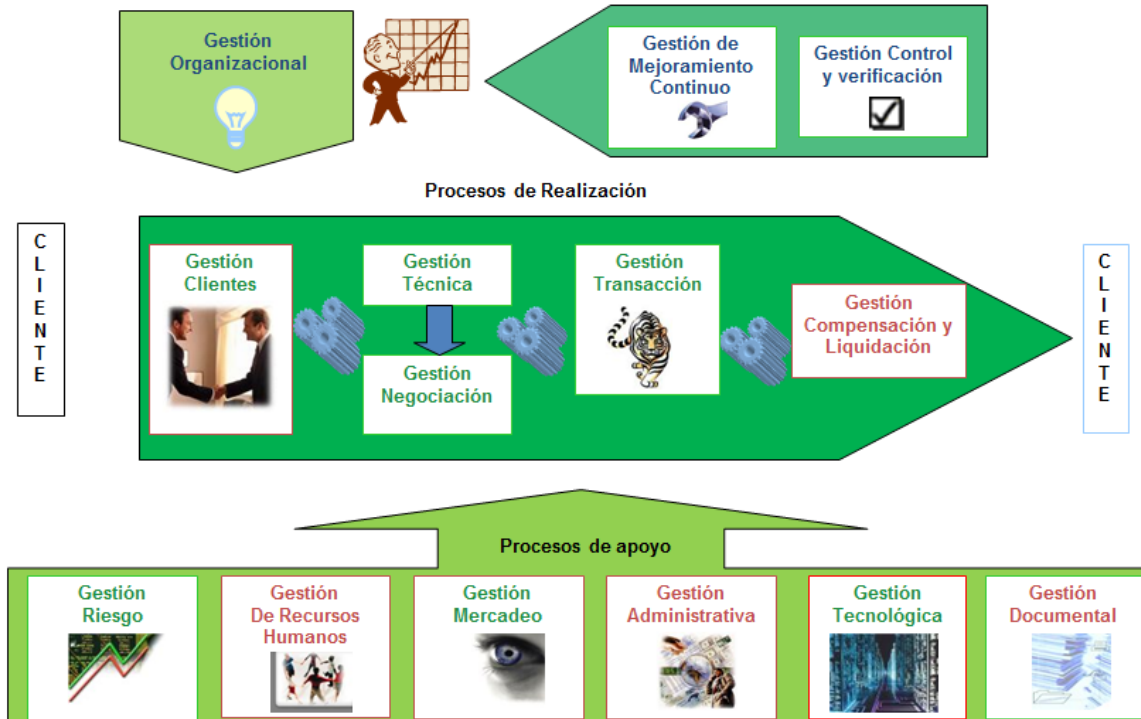 Gestión
Organizacional
Gestión de
Mejoramiento
Continuo
Gestión Control
y verificación
Procesos de Realización
C
L
I
E
N
T
E
Gestión
Clientes
Gestión
Técnica
Gestión
Negociación
Gestión
Transacción
Gestión
Compensación y
Liquidación
C
L
I
E
N
T
E
Procesos de apoyo
Gestión
Riesgo
Gestión
De Recursos
Humanos
Gestión
Mercadeo
Gestión
Administrativa
Gestión
Tecnológica
Gestión
Documental